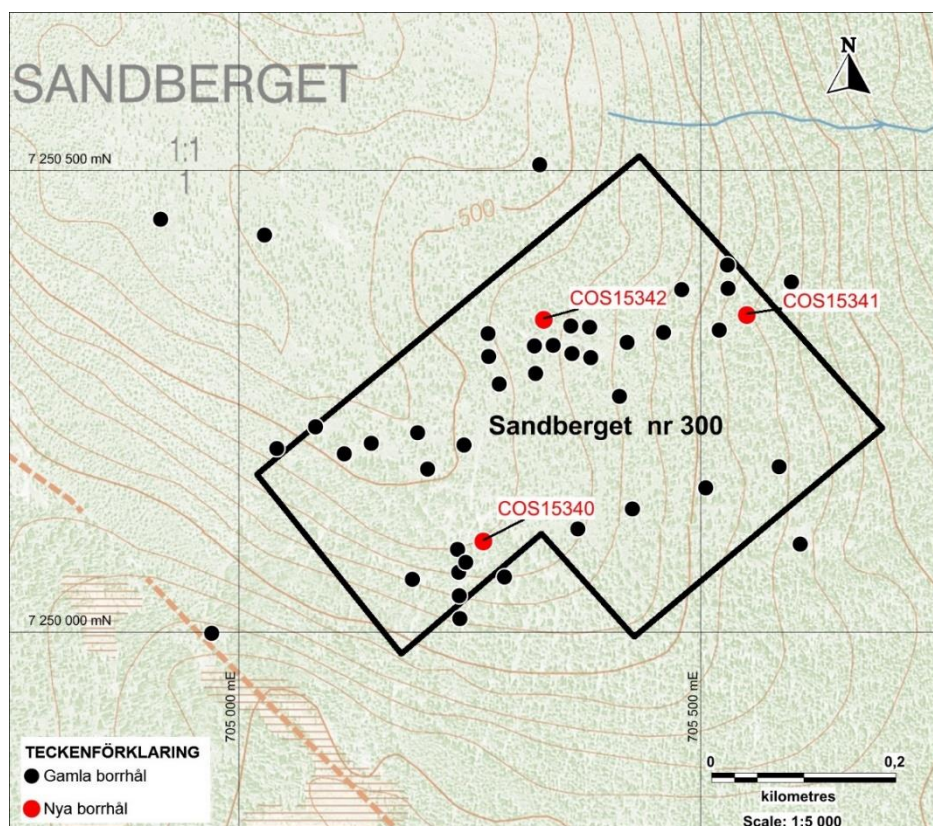 SANDBERGET
N
1:1
1
7 250 500 mN
500
COS15342
COS15341
Sandberget nr 300
COS15340
7 250 000 mN
705 000 mE
705 500 mE
TECKENFÖRKLARING
Gamla borrhål
Nya borrhål
0 0,2
kilometres
Scale: 1:5 000